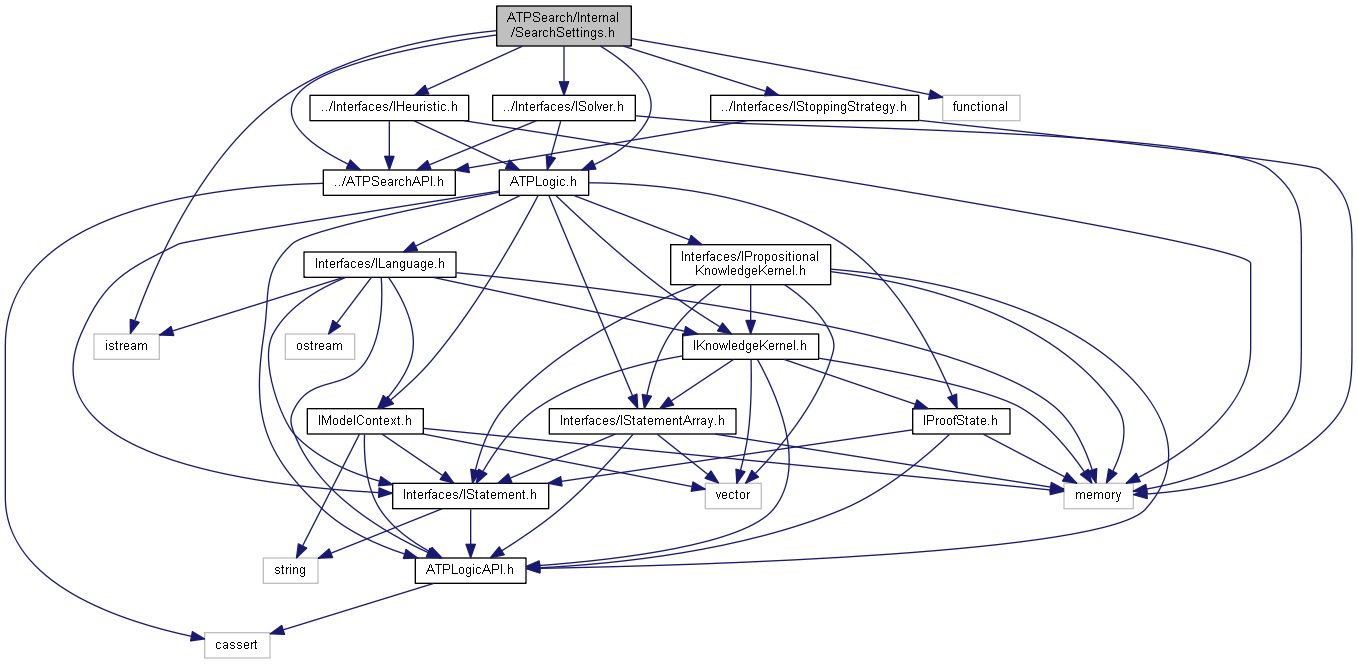 ATPSearch/Internal
/SearchSettings.h
../Interfaces/IHeuristic.h
../Interfaces/ISolver.h
../Interfaces/IStoppingStrategy.h
functional
../ATPSearchAPI.h
ATPLogic.h
Interfaces/ILanguage.h
Interfaces/IPropositional
KnowledgeKernel.h
istream
ostream
IKnowledgeKernel.h
IModelContext.h
Interfaces/IStatementArray.h
IProofState.h
Interfaces/IStatement.h
vector
memory
string
ATPLogicAPI.h
cassert